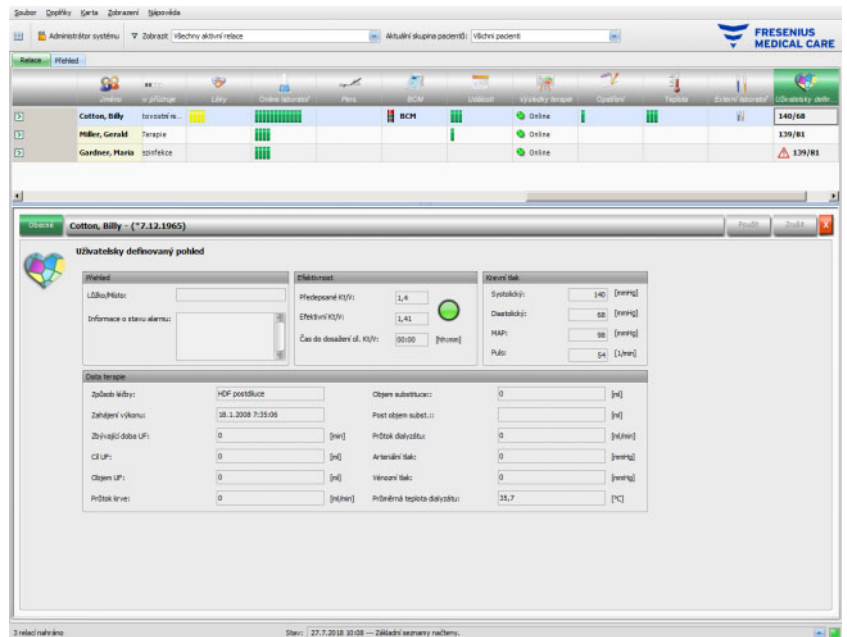 Soubor Doplňky Karta Zobrazení Nápověda
Administrátor systému Zobrazit: Všechny aktivní relace Aktuální skupina pacientů: Všichni pacienti
FRESENIUS
MEDICAL CARE
Relace Přehled
Jméno v přístroje Léky Online laboratoř Pers. BCM Události Výsledky terapie Opatření Teplota Externí laboratoř Uživatelsky defin...
Cotton, Billy tovostní re... BCM Online 140/68
Miller, Gerald Terapie Online 139/81
Gardner, Maria ezinfekce Online 139/81
Obecné Cotton, Billy - (*7.12.1965) Použít Zrušit X
Uživatelsky definovaný pohled
Přehled Efektivnost Krevní tlak
Lůžko/Místo: Předepsané Kt/V: 1,4 Systolický: 140 [mmHg]
Informace o stavu alarmu: Efektivní Kt/V: 1,41 Diastolický: 68 [mmHg]
Čas do dosažení cíl. Kt/V: 00:00 [hh:mm] MAP: 98 [mmHg]
Puls: 54 [1/min]
Data terapie
Způsob léčby: HDF postdiluce Objem substituce:: 0 [ml]
Zahájení výkonu: 18.1.2008 7:35:06 Post objem subst.:: [ml]
Zbývající doba UF: 0 [min] Průtok dialyzátu: 0 [ml/min]
Cíl UF: 0 [ml] Arteriální tlak: 0 [mmHg]
Objem UF: 0 [ml] Vénozní tlak: 0 [mmHg]
Průtok krve: 0 [ml/min] Průměrná teplota dialyzátu: 35,7 [°C]
3 relací nahráno Stav: 27.7.2018 10:08 --- Základní seznamy načteny.